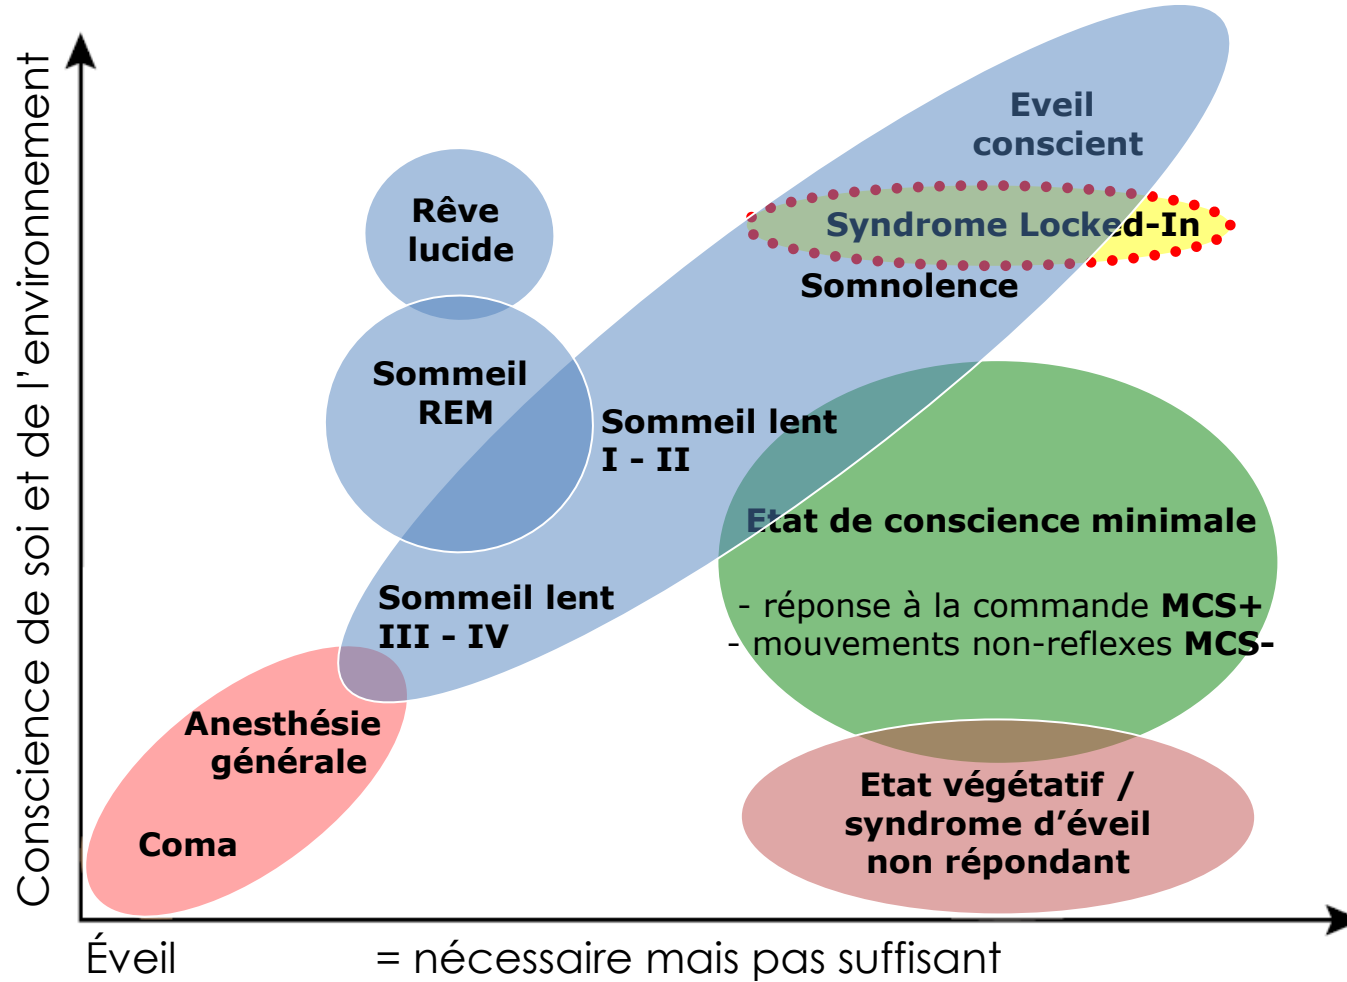 Conscience de soi et de l'environnement
Eveil
conscient
Rêve
lucide
Syndrome Locked-In
Somnolence
Sommeil
REM
Sommeil lent
I - II
Etat de conscience minimale
- réponse à la commande MCS+
- mouvements non-reflexes MCS-
Sommeil lent
III - IV
Anesthésie
générale
Coma
Etat végétatif /
syndrome d’éveil
non répondant
Éveil = nécessaire mais pas suffisant